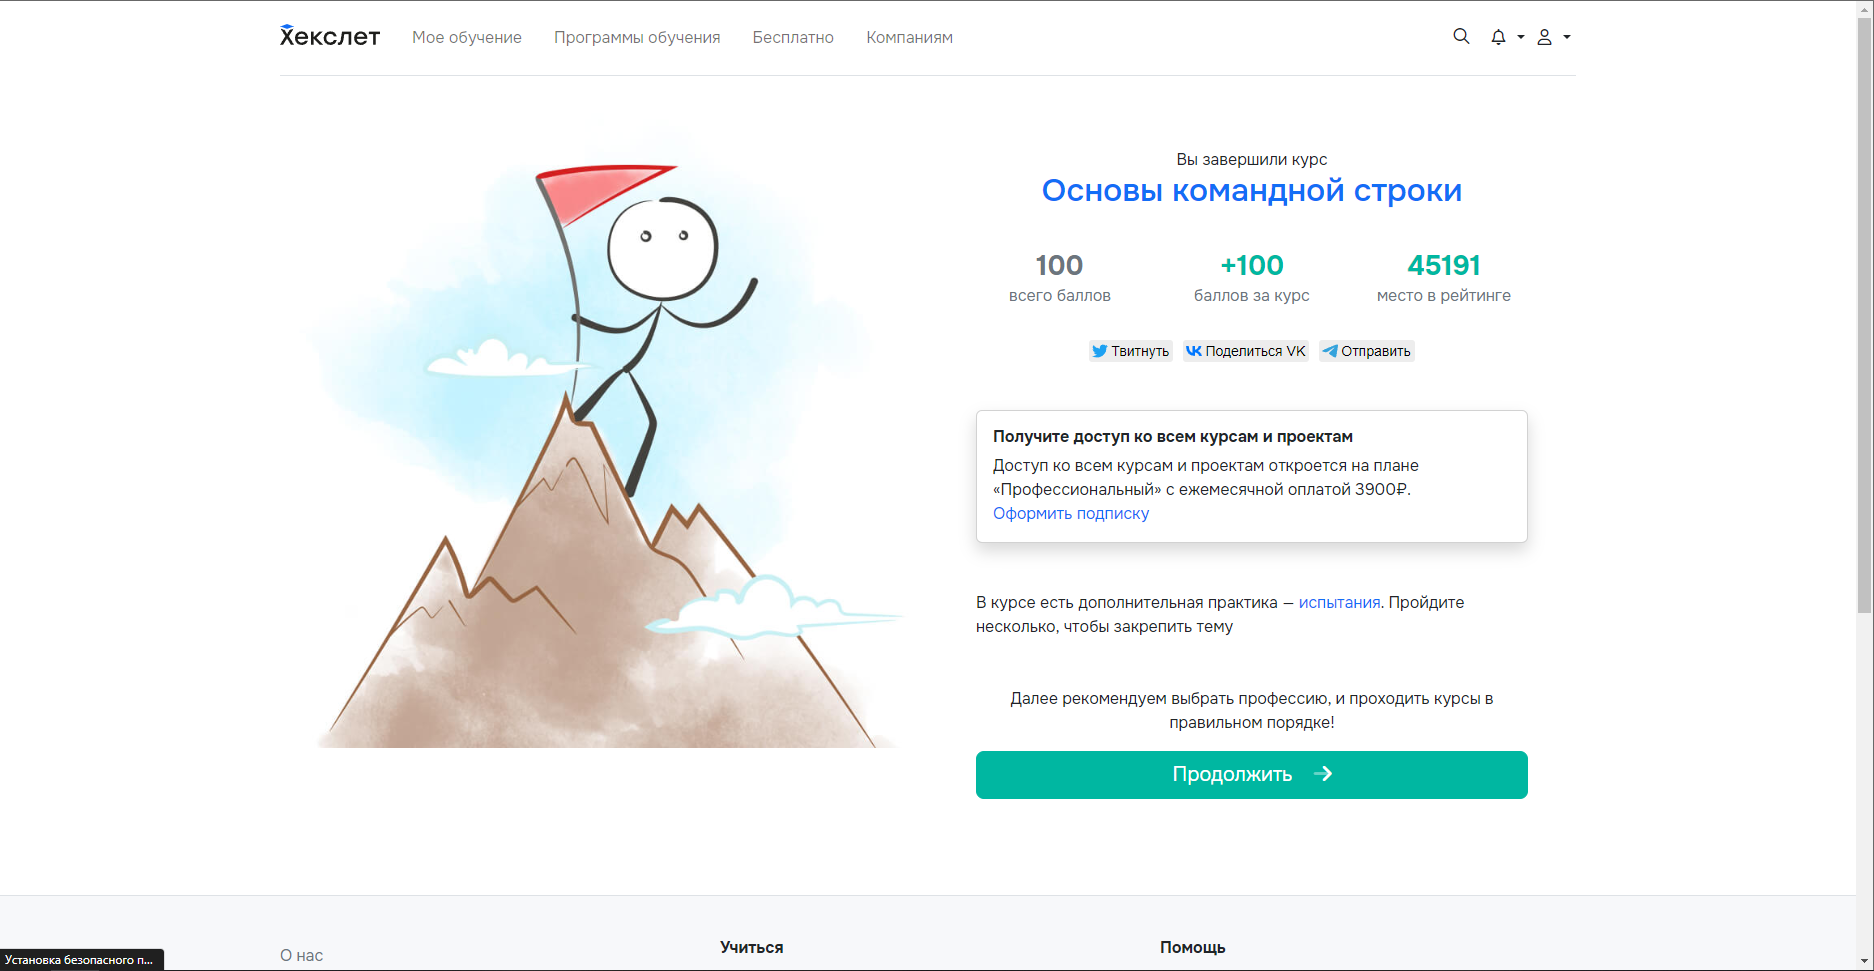 Хекслет
Мое обучение
Программы обучения
Бесплатно
Компаниям
Вы завершили курс
Основы командной строки
100
всего баллов
+100
баллов за курс
45191
место в рейтинге
Твитнуть
Поделиться VK
Отправить
Получите доступ ко всем курсам и проектам
Доступ ко всем курсам и проектам откроется на плане
«Профессиональный» с ежемесячной оплатой 3900₽.
Оформить подписку
В курсе есть дополнительная практика — испытания. Пройдите
несколько, чтобы закрепить тему
Далее рекомендуем выбрать профессию, и проходить курсы в
правильном порядке!
Продолжить
О нас
Учиться
Помощь
Установка безопасного п...